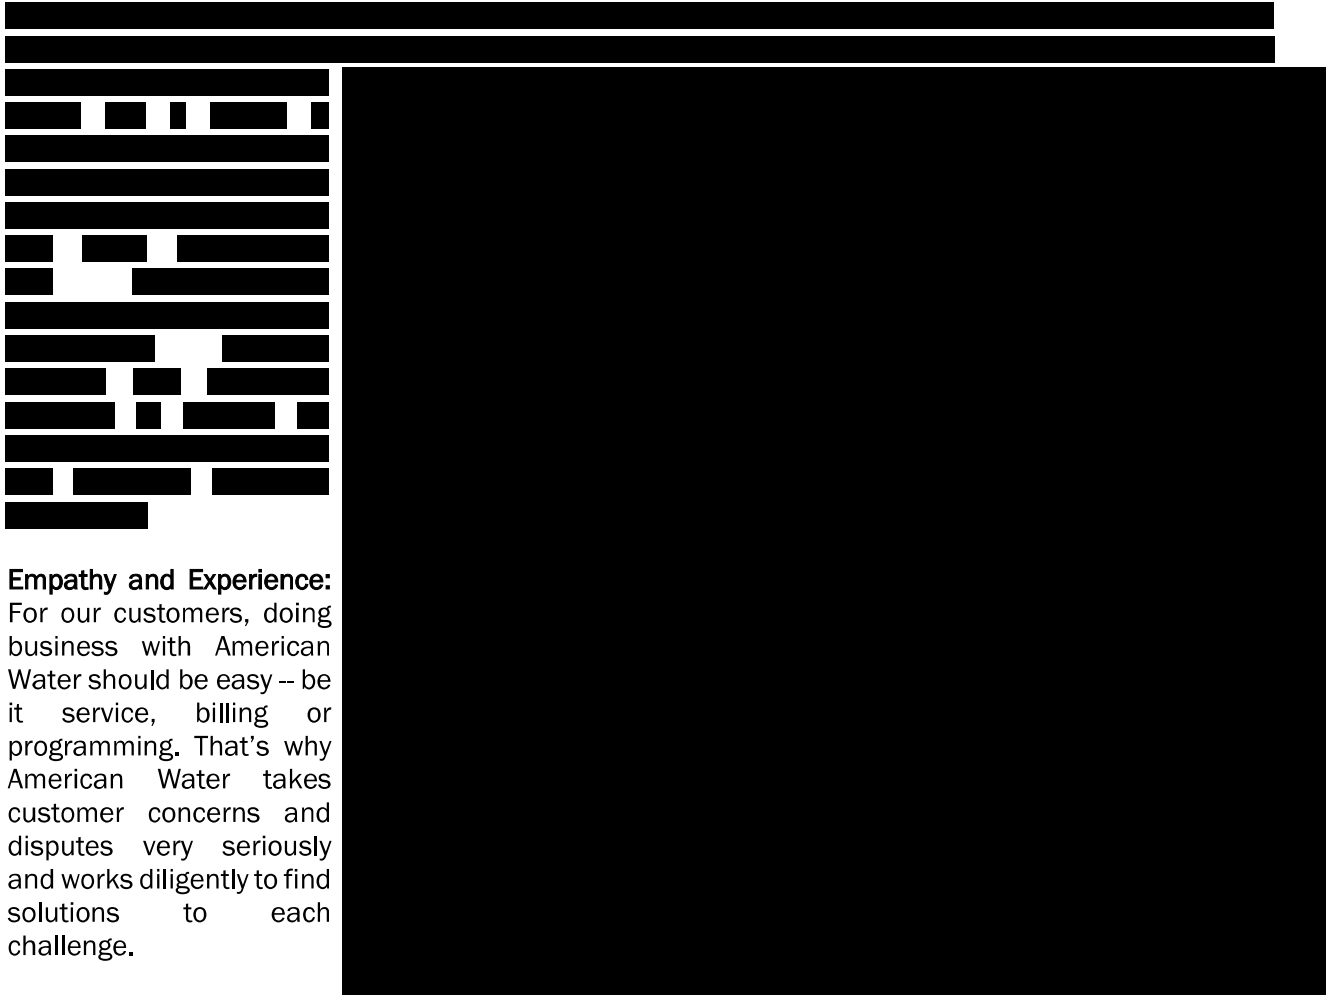 Empathy and Experience:
For our customers, doing
business with American
Water should be easy -- be
it service, billing or
programming. That's why
American Water takes
customer concerns and
disputes very seriously
and works diligently to find
solutions to each
challenge.